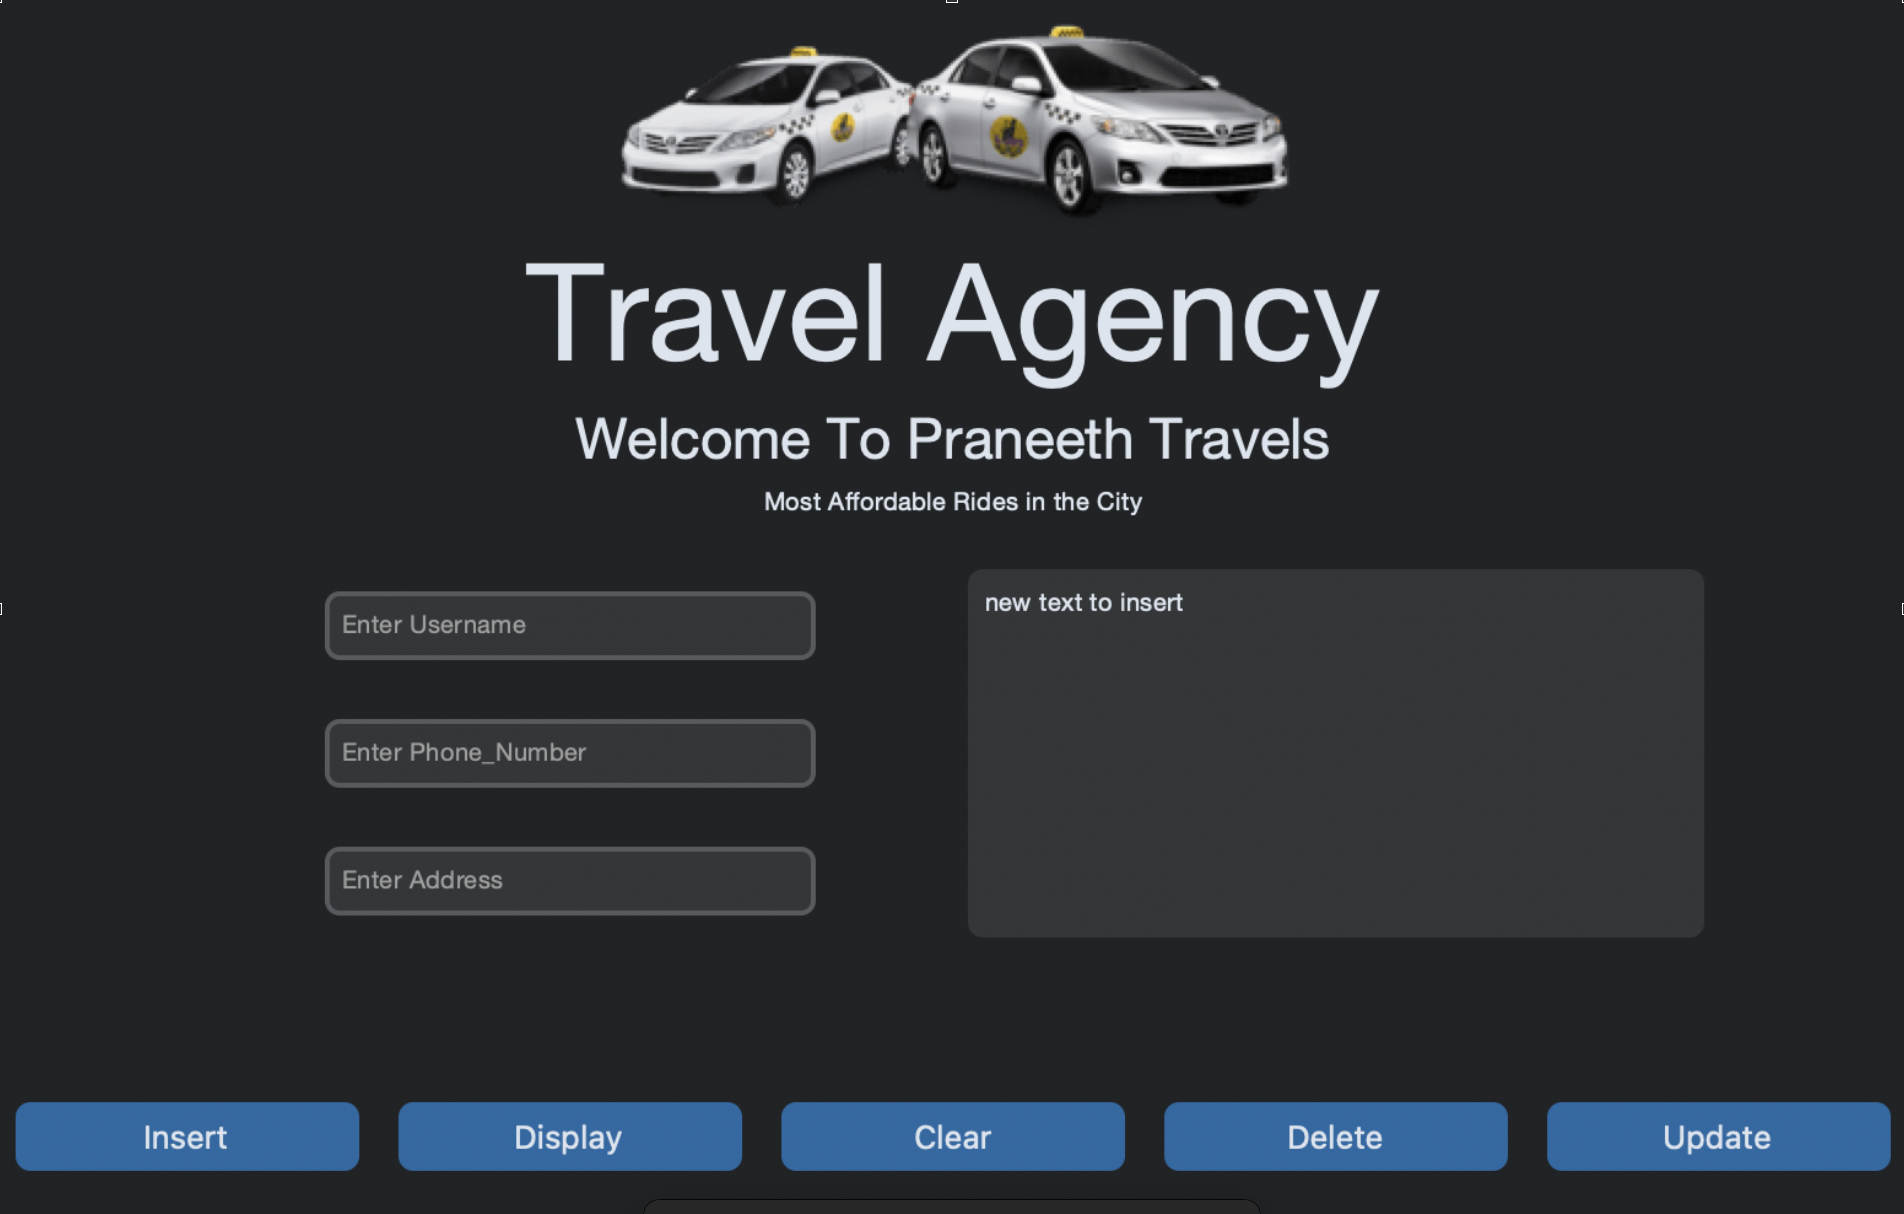 Travel Agency
Welcome To Praneeth Travels
Most Affordable Rides in the City
Enter Username
new text to insert
Enter Phone_Number
Enter Address
Insert
Display
Clear
Delete
Update